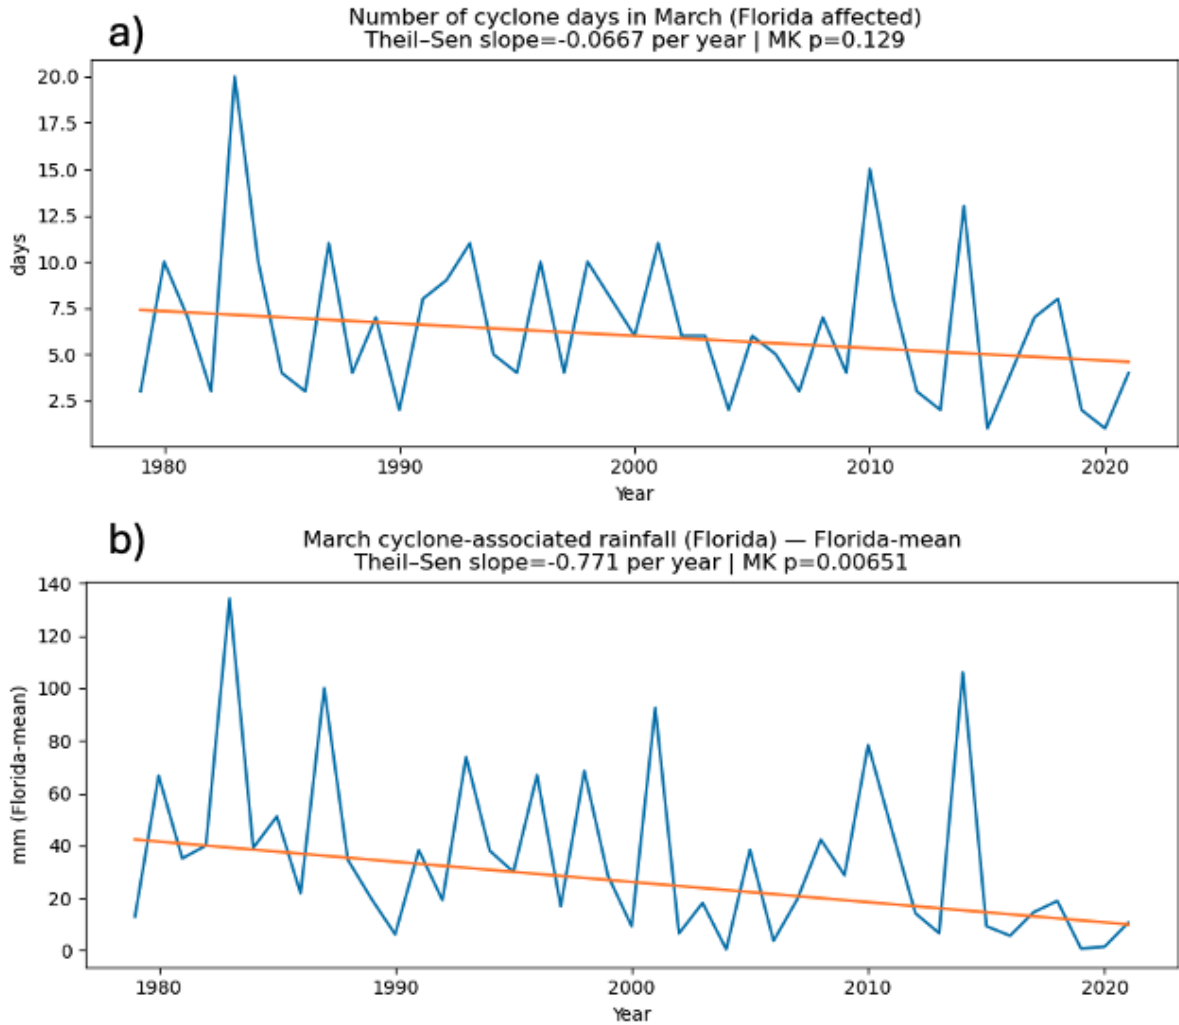 a)
Number of cyclone days in March (Florida affected)
Theil–Sen slope=-0.0667 per year | MK p=0.129
20.0
17.5
15.0
12.5
10.0
7.5
5.0
2.5
days
1980
1990
2000
2010
2020
Year
b)
March cyclone-associated rainfall (Florida) — Florida-mean
Theil–Sen slope=-0.771 per year | MK p=0.00651
140
120
100
80
60
40
20
0
mm (Florida-mean)
1980
1990
2000
2010
2020
Year